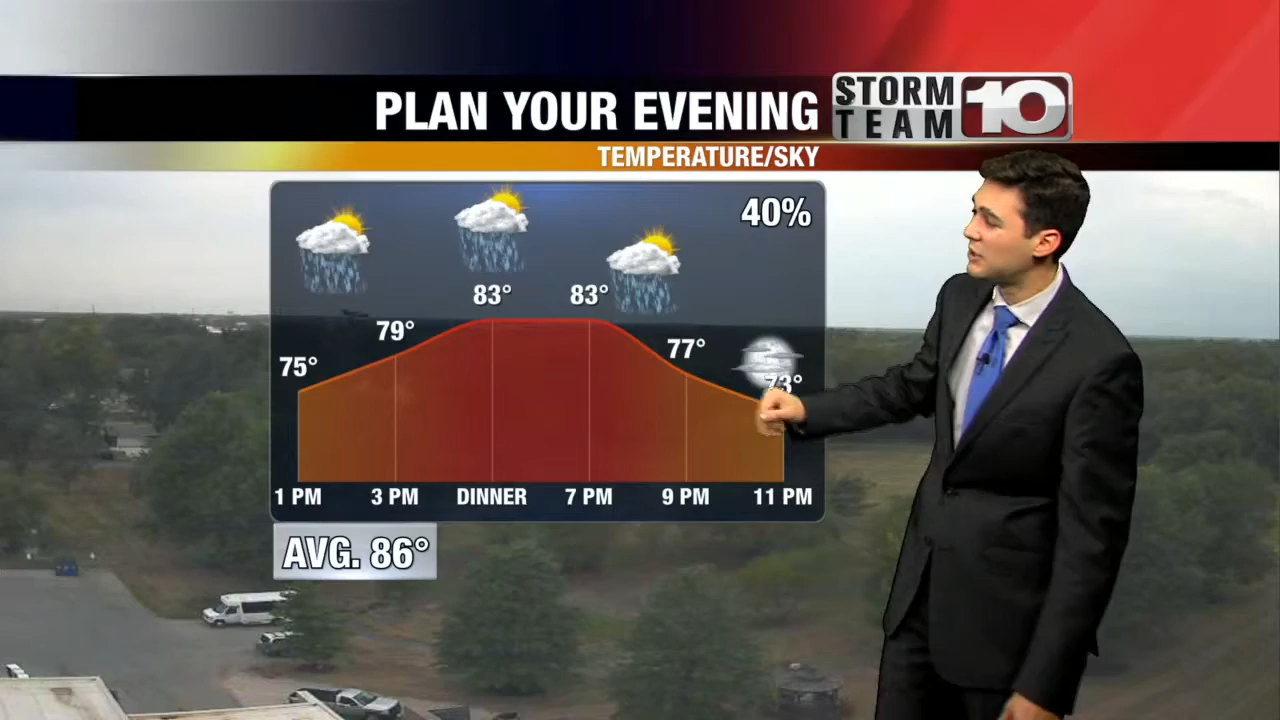 PLAN YOUR EVENING
STORM
TEAM
10
TEMPERATURE/SKY
40%
83°
83°
79°
77°
75°
73°
1 PM
3 PM
DINNER
7 PM
9 PM
11 PM
AVG. 86°